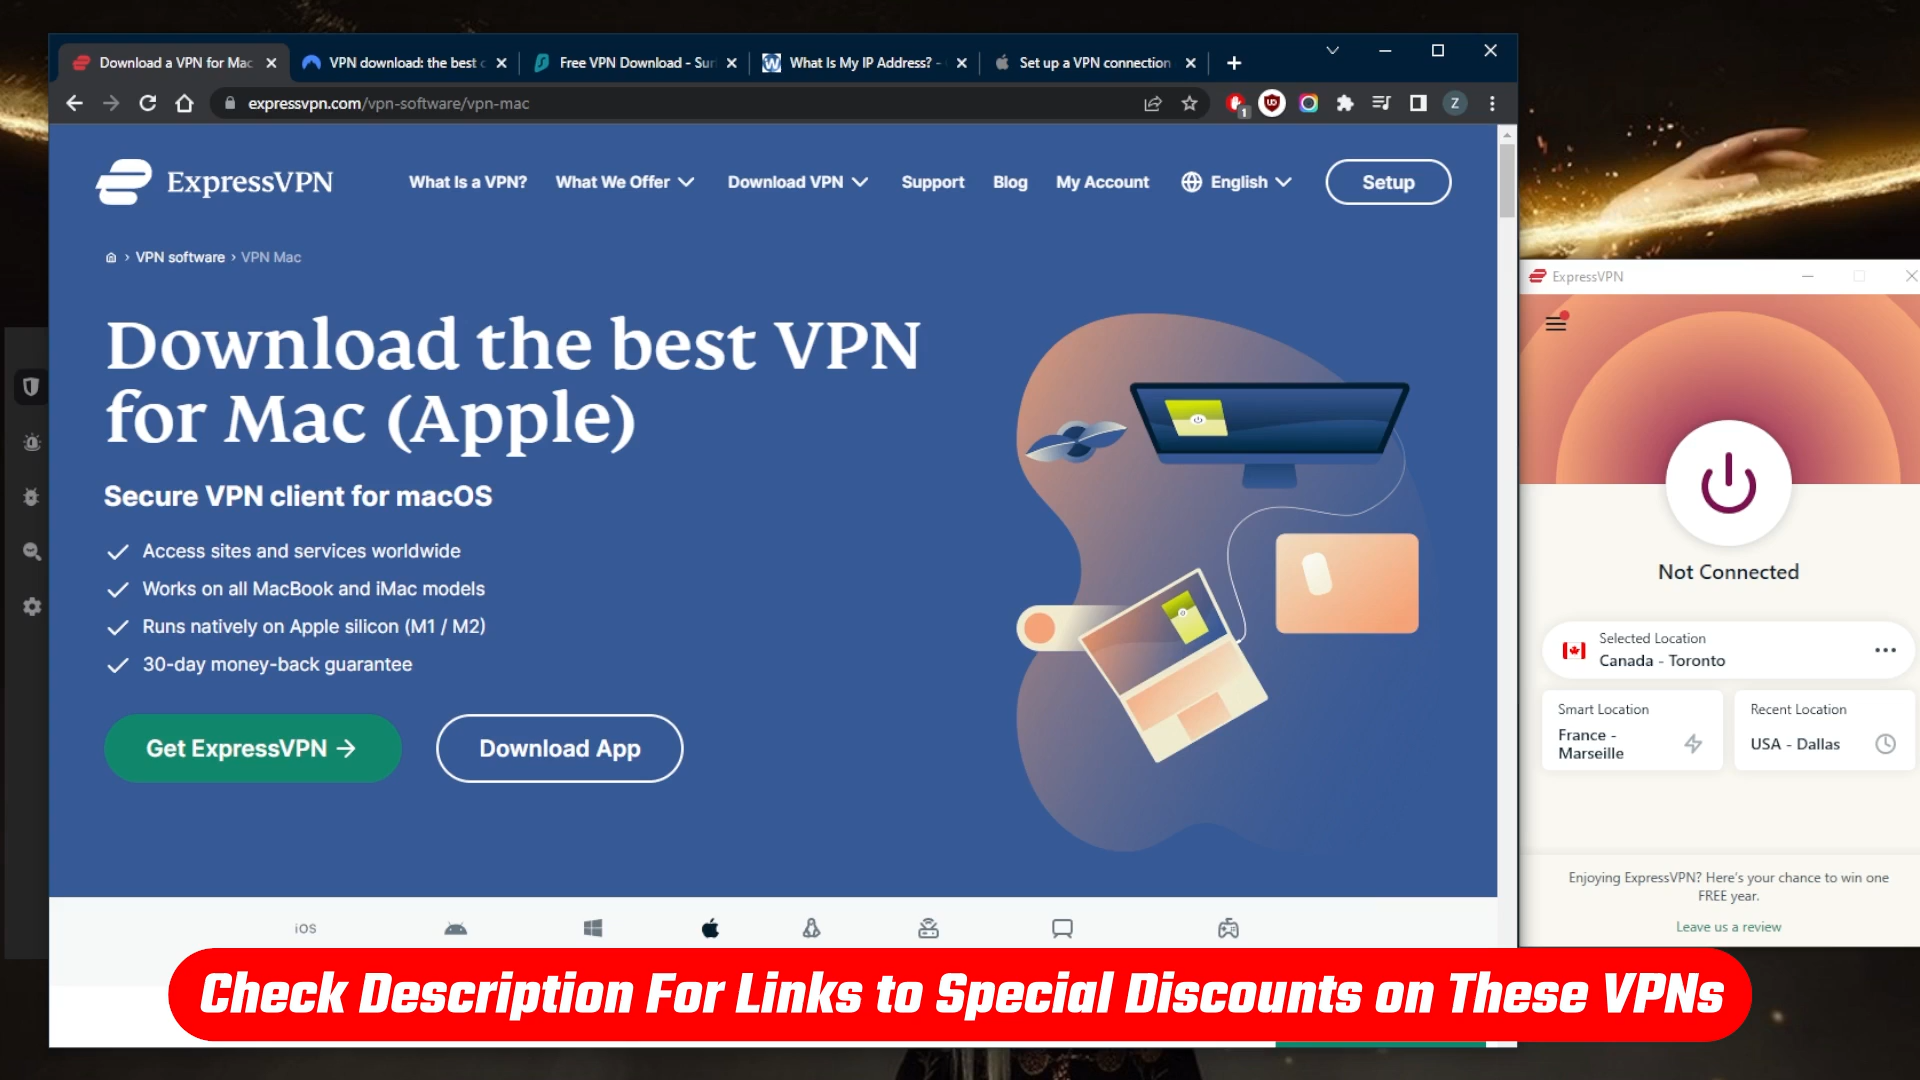 Download a VPN for Mac
VPN download: the best
Free VPN Download - Sur
What Is My IP Address? -
Set up a VPN connection
expressvpn.com/vpn-software/vpn-mac
1
Z
ExpressVPN
What Is a VPN?
What We Offer
Download VPN
Support
Blog
My Account
English
Setup
VPN software › VPN Mac
Download the best VPN
for Mac (Apple)
Secure VPN client for macOS
Access sites and services worldwide
Works on all MacBook and iMac models
Runs natively on Apple silicon (M1 / M2)
30-day money-back guarantee
Get ExpressVPN →
Download App
iOS
ExpressVPN
Not Connected
Selected Location
Canada - Toronto
Smart Location
France -
Marseille
Recent Location
USA - Dallas
Enjoying ExpressVPN? Here's your chance to win one
FREE year.
Leave us a review
Check Description For Links to Special Discounts on These VPNs